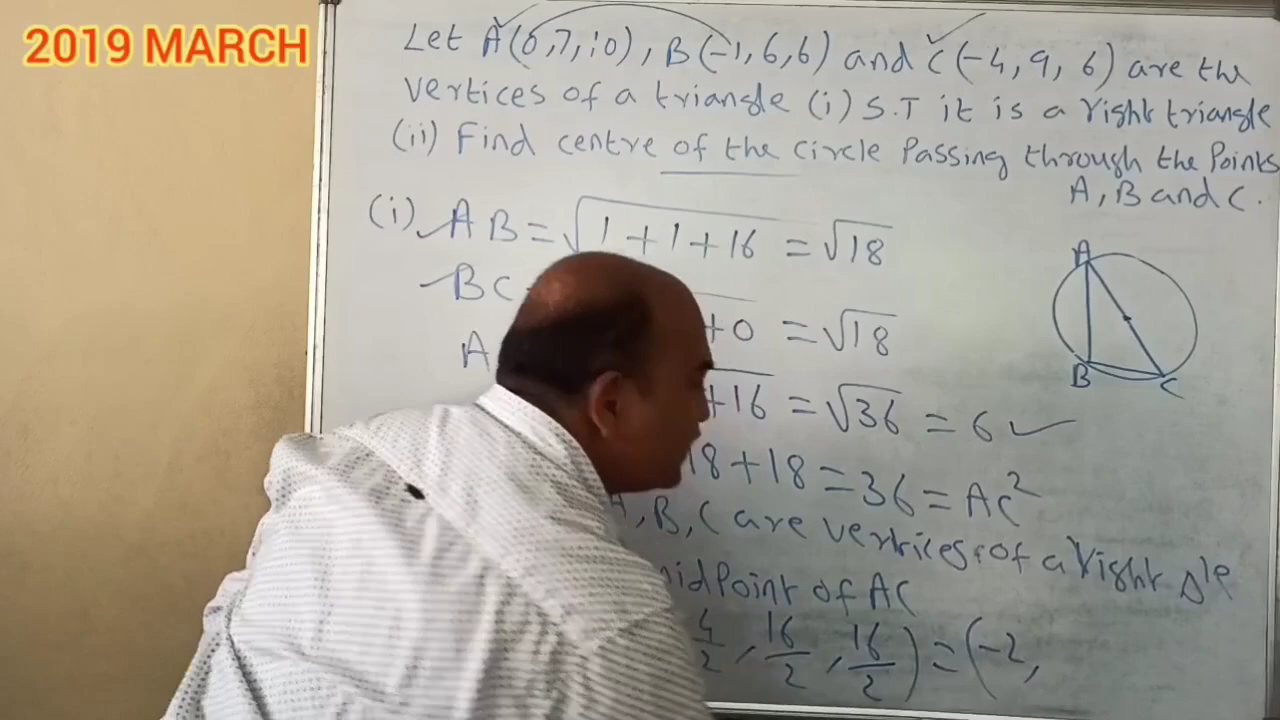 2019 MARCH
Let A(0,7,10), B(-1,6,6) and C(-4,9,6) are the
vertices of a triangle (i) S.T it is a right triangle
(ii) Find centre of the circle Passing through the Points
A, B and C.
(i) AB = √1+1+16 = √18
BC +0 = √18
A +16 = √36 = 6 ✓
18+18 = 36 = AC²
A, B, C are vertices of a right Δle
midpoint of AC
4/2, 16/2, 16/2) = (-2,
A
B
C